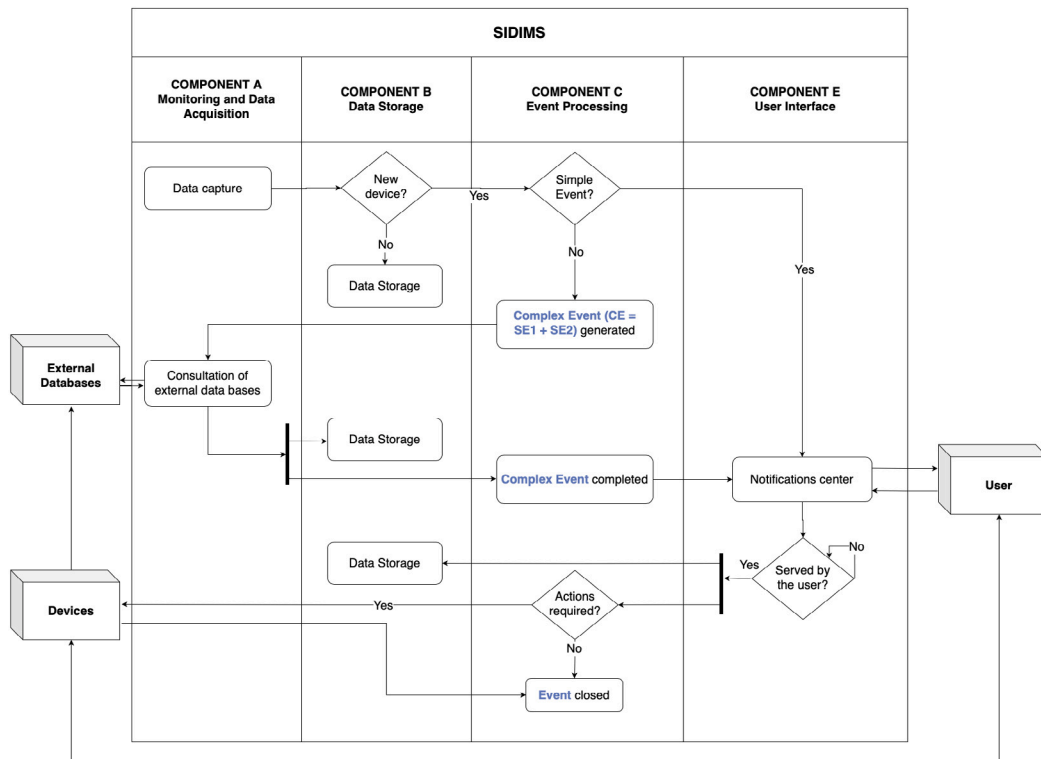 SIDIMS
COMPONENT A
Monitoring and Data
Acquisition
COMPONENT B
Data Storage
COMPONENT C
Event Processing
COMPONENT E
User Interface
Data capture
New
device?
Yes
Simple
Event?
No
Data Storage
No
Yes
Complex Event (CE =
SE1 + SE2) generated
External
Databases
Consultation of
external data bases
Data Storage
Complex Event completed
Notifications center
User
Data Storage
Yes
Served by
the user?
No
Devices
Yes
Actions
required?
No
Event closed